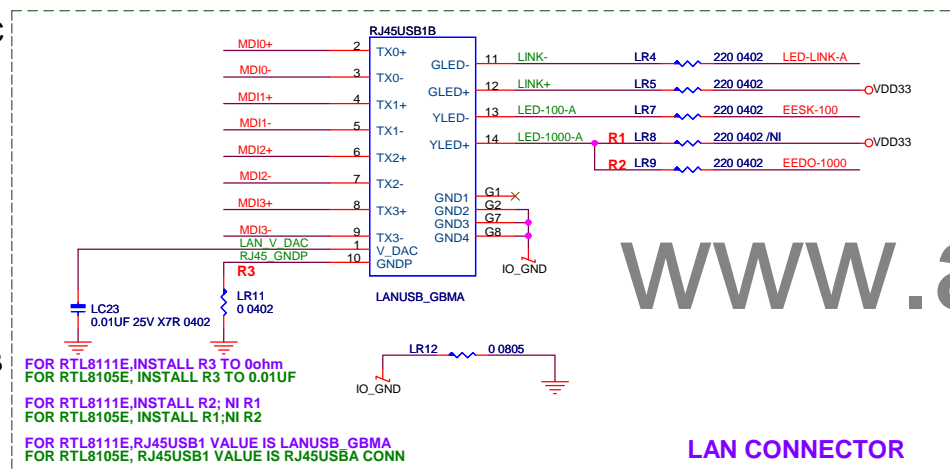 C
RJ45USB1B
MDI0+ 2 TX0+ GLED- 11 LINK- LR4 220 0402 LED-LINK-A
MDI0- 3 TX0- GLED+ 12 LINK+ LR5 220 0402 VDD33
MDI1+ 4 TX1+ YLED- 13 LED-100-A LR7 220 0402 EESK-100
MDI1- 5 TX1- YLED+ 14 LED-1000-A R1 LR8 220 0402 /NI VDD33
MDI2+ 6 TX2+ R2 LR9 220 0402 EEDO-1000
MDI2- 7 TX2-
MDI3+ 8 TX3+
MDI3- 9 TX3-
GND1 G1
GND2 G2
GND3 G7
GND4 G8
LAN_V_DAC 1 V_DAC
RJ45_GNDP 10 GNDP
IO_GND
R3
LR11
0 0402
LANUSB_GBMA
LC23
0.01UF 25V X7R 0402
www.a
LR12 0 0805
IO_GND
B
FOR RTL8111E,INSTALL R3 TO 0ohm
FOR RTL8105E, INSTALL R3 TO 0.01UF
FOR RTL8111E,INSTALL R2; NI R1
FOR RTL8105E, INSTALL R1;NI R2
FOR RTL8111E,RJ45USB1 VALUE IS LANUSB_GBMA
FOR RTL8105E, RJ45USB1 VALUE IS RJ45USBA CONN
LAN CONNECTOR